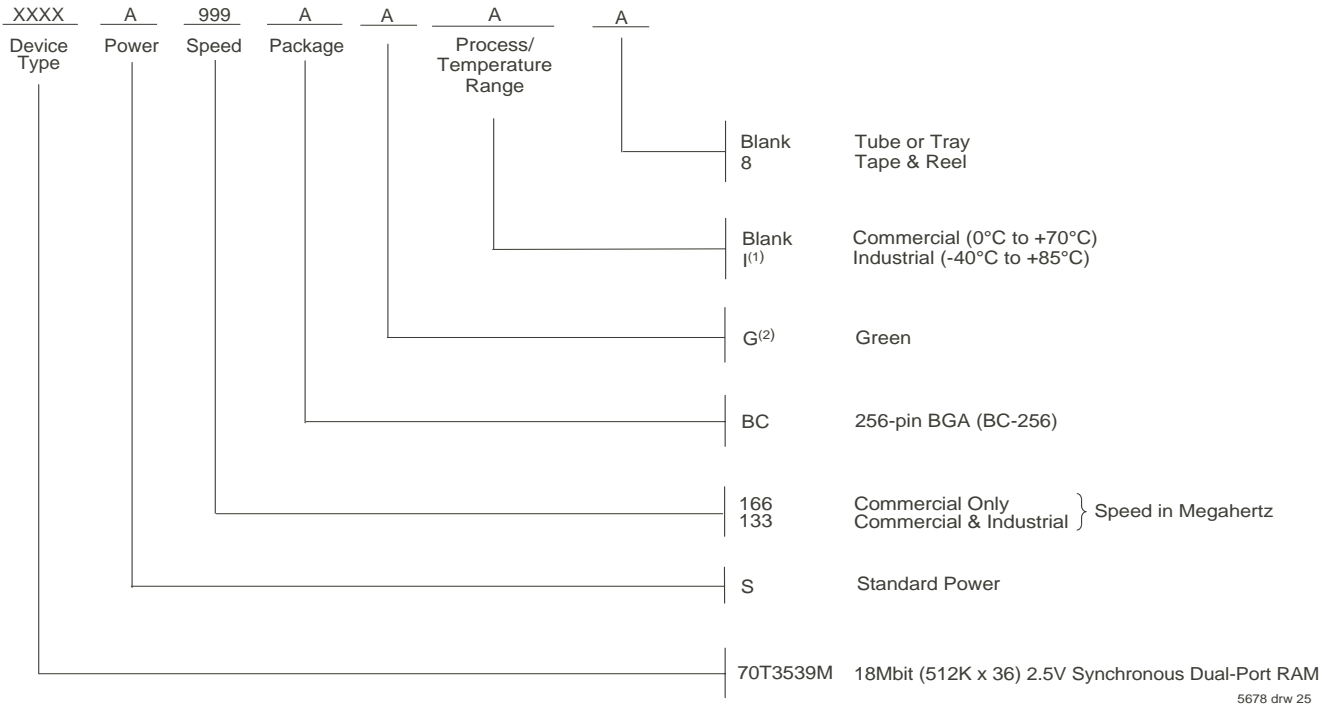 XXXX A 999 A A A A
Device Type Power Speed Package Process/ Temperature Range
Blank Tube or Tray
8 Tape & Reel
Blank Commercial (0°C to +70°C)
I(1) Industrial (-40°C to +85°C)
G(2) Green
BC 256-pin BGA (BC-256)
166 Commercial Only
133 Commercial & Industrial
Speed in Megahertz
S Standard Power
70T3539M 18Mbit (512K x 36) 2.5V Synchronous Dual-Port RAM
5678 drw 25